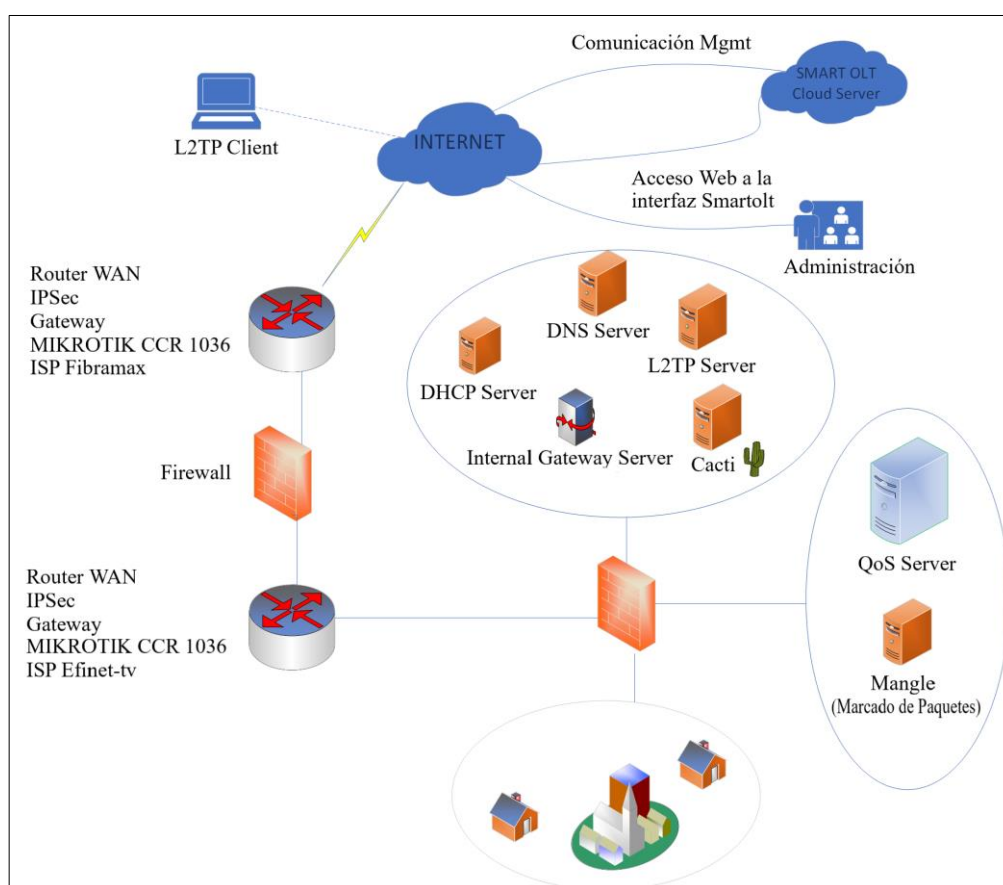 Comunicación Mgmt
SMART OLT
Cloud Server
INTERNET
L2TP Client
Acceso Web a la
interfaz Smartolt
Administración
Router WAN
IPSec
Gateway
MIKROTIK CCR 1036
ISP Fibramax
DNS Server
L2TP Server
DHCP Server
Internal Gateway Server
Cacti
Firewall
QoS Server
Router WAN
IPSec
Gateway
MIKROTIK CCR 1036
ISP Efinet-tv
Mangle
(Marcado de Paquetes)